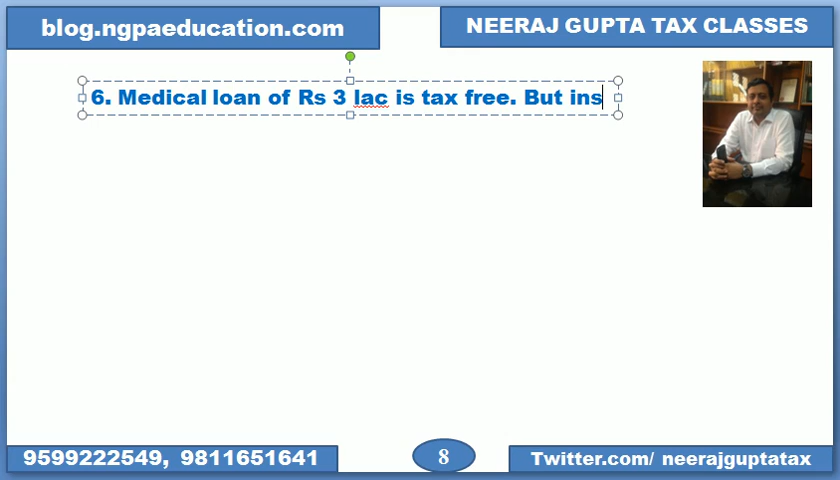 blog.ngpaeducation.com
NEERAJ GUPTA TAX CLASSES
6. Medical loan of Rs 3 lac is tax free. But ins
9599222549, 9811651641
8
Twitter.com/ neerajguptatax